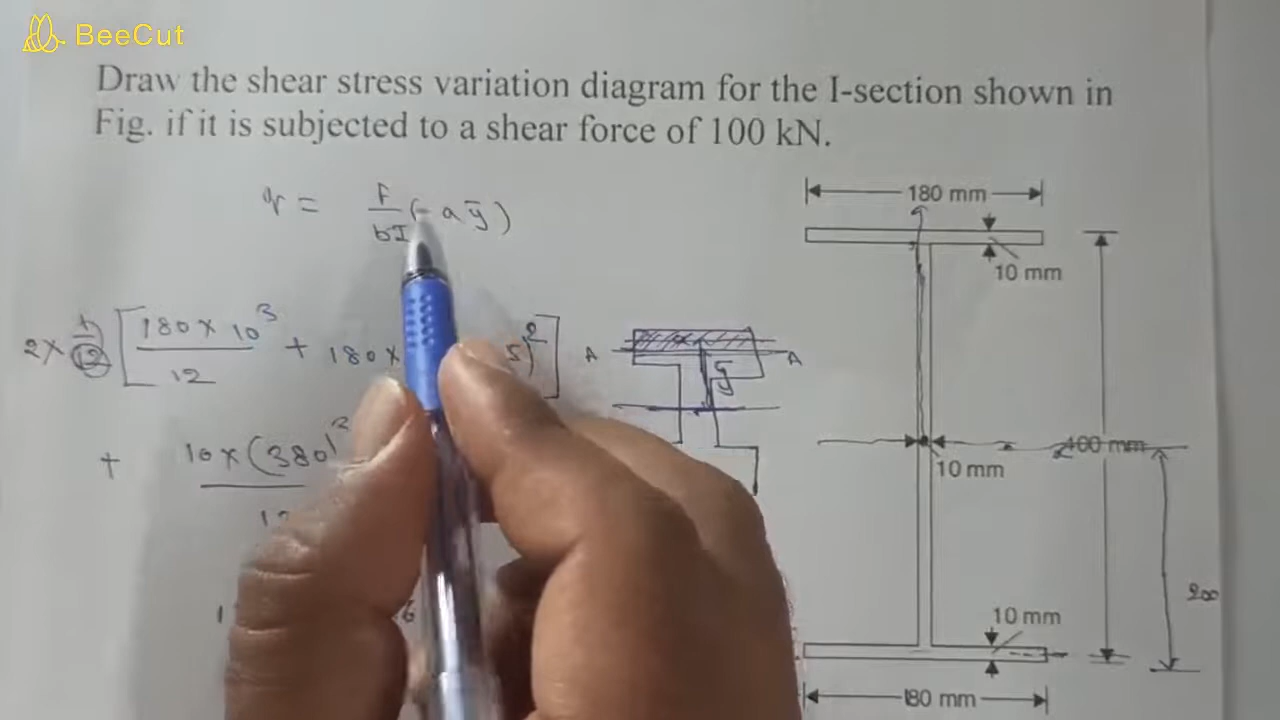 BeeCut
Draw the shear stress variation diagram for the I-section shown in
Fig. if it is subjected to a shear force of 100 kN.
q = F/bI (a ȳ)
180 mm
10 mm
2× [180×10³/12 + 180× 5)²]
A A
ȳ
+ 10×(380)³
400 mm
10 mm
200
10 mm
180 mm